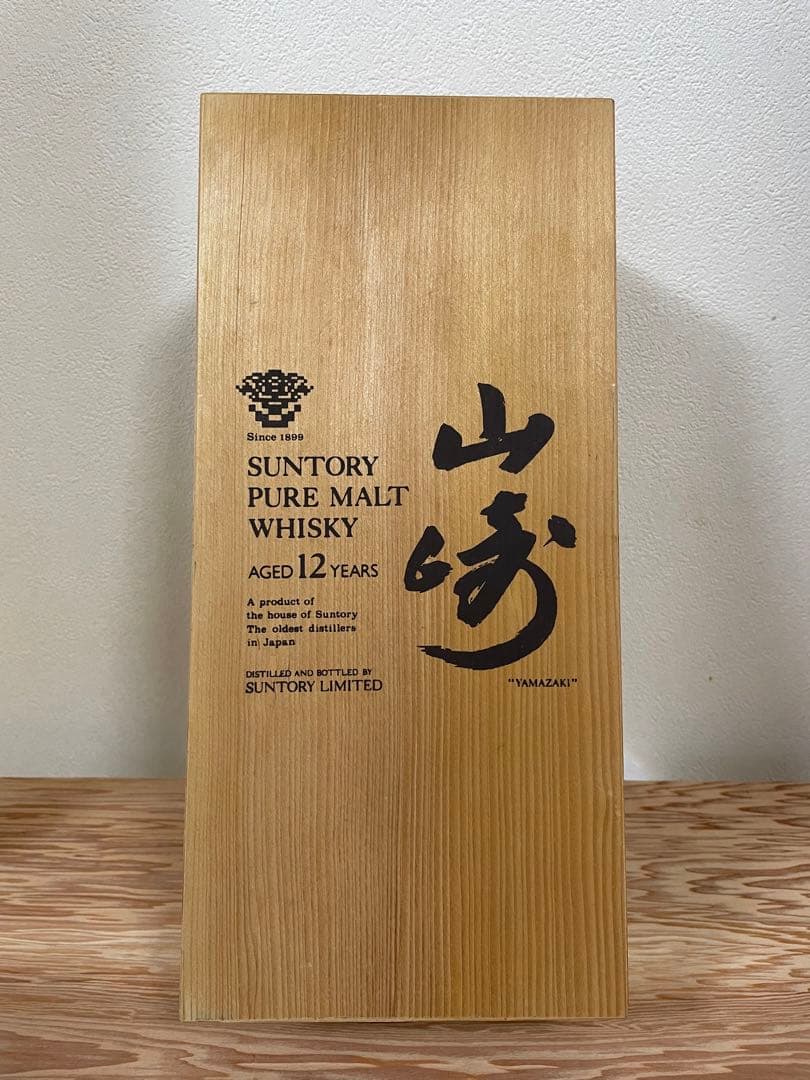 Since 1899
SUNTORY
PURE MALT
WHISKY
AGED 12 YEARS
A product of
the house of Suntory
The oldest distillers
in Japan
DISTILLED AND BOTTLED BY
SUNTORY LIMITED
山
崎
"YAMAZAKI"